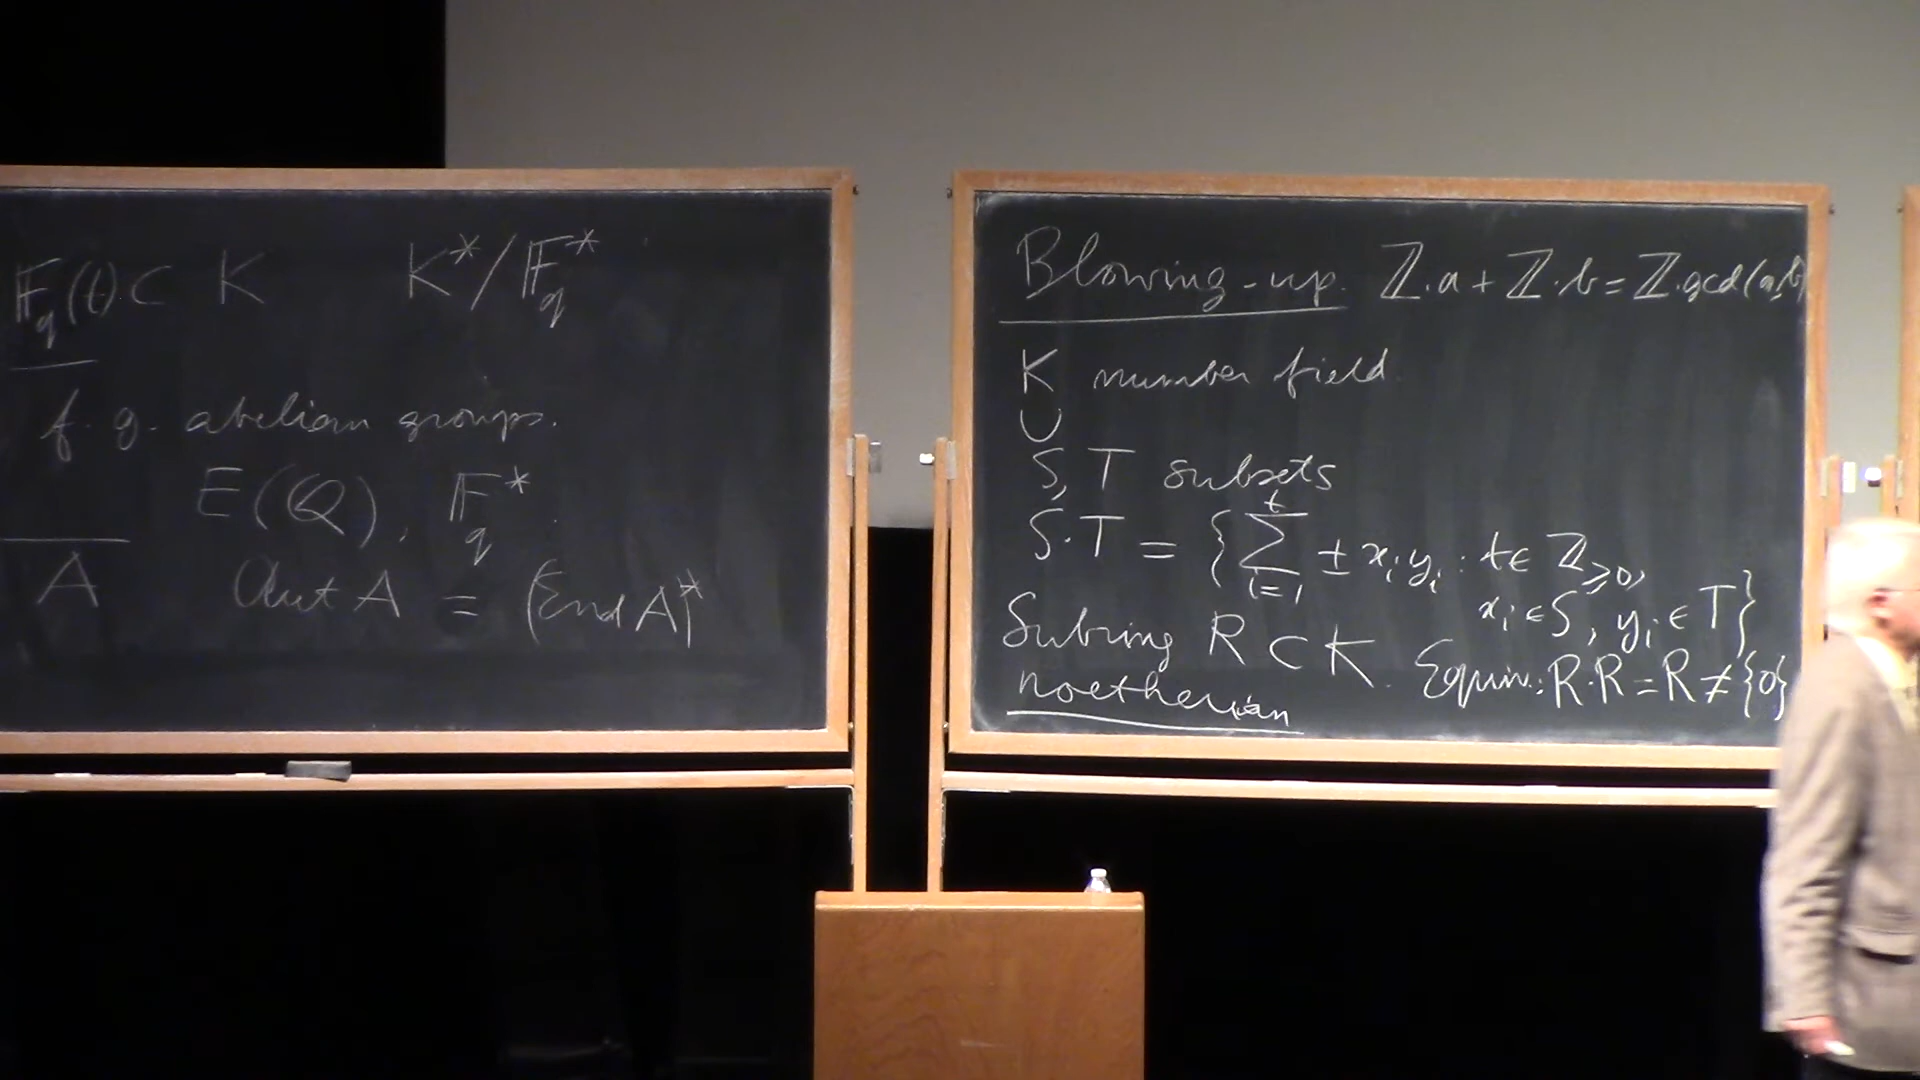 𝔽_q(t) ⊂ K K*/𝔽_q*
f. g. abelian groups.
E(ℚ), 𝔽_q*.
A Aut A = (End A)*
Blowing-up. ℤ·a + ℤ·b = ℤ·gcd(a,b)
K number field.
∪
S, T subsets
S·T = {∑_{i=1}^{t} ± x_i y_i : t ∈ ℤ_{≥0},
x_i ∈ S, y_i ∈ T}
Subring R ⊂ K. Equiv.: R·R = R ≠ {0}
noetherian